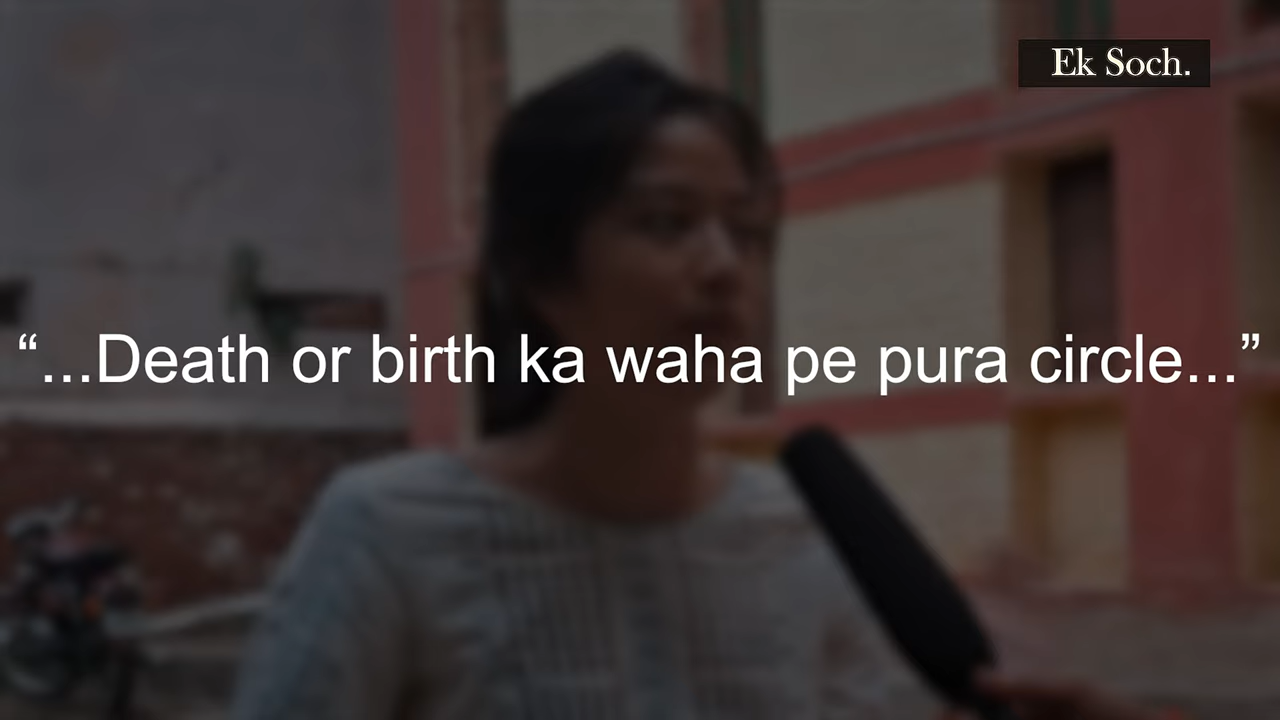 Ek Soch.
“...Death or birth ka waha pe pura circle...”